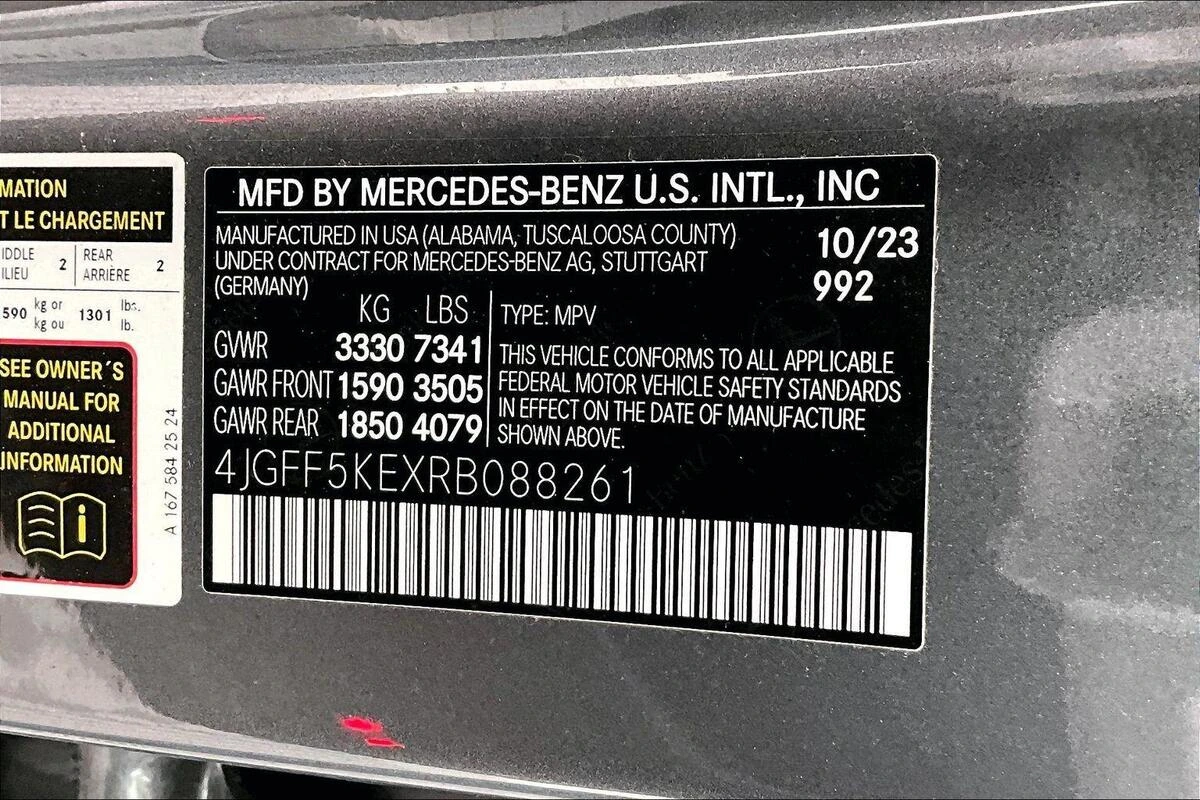 MATION
T LE CHARGEMENT
IDDLE
ILIEU 2
REAR
ARRIÈRE 2
590 kg or
kg ou 1301 lbs.
lb.
SEE OWNER´S
MANUAL FOR
ADDITIONAL
INFORMATION
i
A 167 584 25 24
MFD BY MERCEDES-BENZ U.S. INTL., INC
MANUFACTURED IN USA (ALABAMA, TUSCALOOSA COUNTY)
UNDER CONTRACT FOR MERCEDES-BENZ AG, STUTTGART
(GERMANY)
10/23
992
KG LBS
GVWR 3330 7341
GAWR FRONT 1590 3505
GAWR REAR 1850 4079
TYPE: MPV
THIS VEHICLE CONFORMS TO ALL APPLICABLE
FEDERAL MOTOR VEHICLE SAFETY STANDARDS
IN EFFECT ON THE DATE OF MANUFACTURE
SHOWN ABOVE.
4JGFF5KEXRB088261